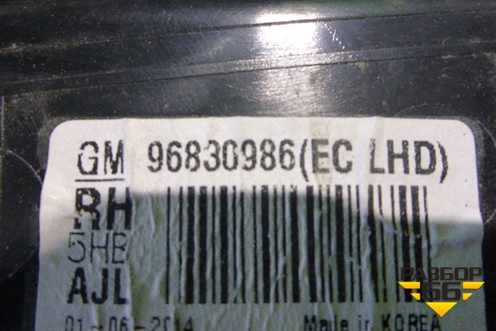 GM 96830986(EC LHD)
RH
5HB
AJL
01-06-2014 Made in KOREA
РАЗБОР
66